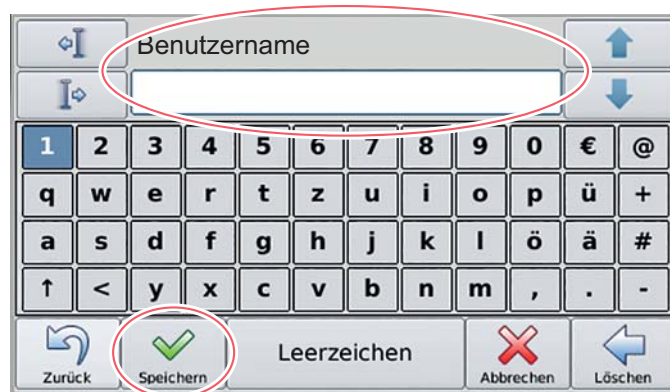 Benutzername
1 2 3 4 5 6 7 8 9 0 € @
q w e r t z u i o p ü +
a s d f g h j k l ö ä #
↑ < y x c v b n m , . -
Zurück Speichern Leerzeichen Abbrechen Löschen